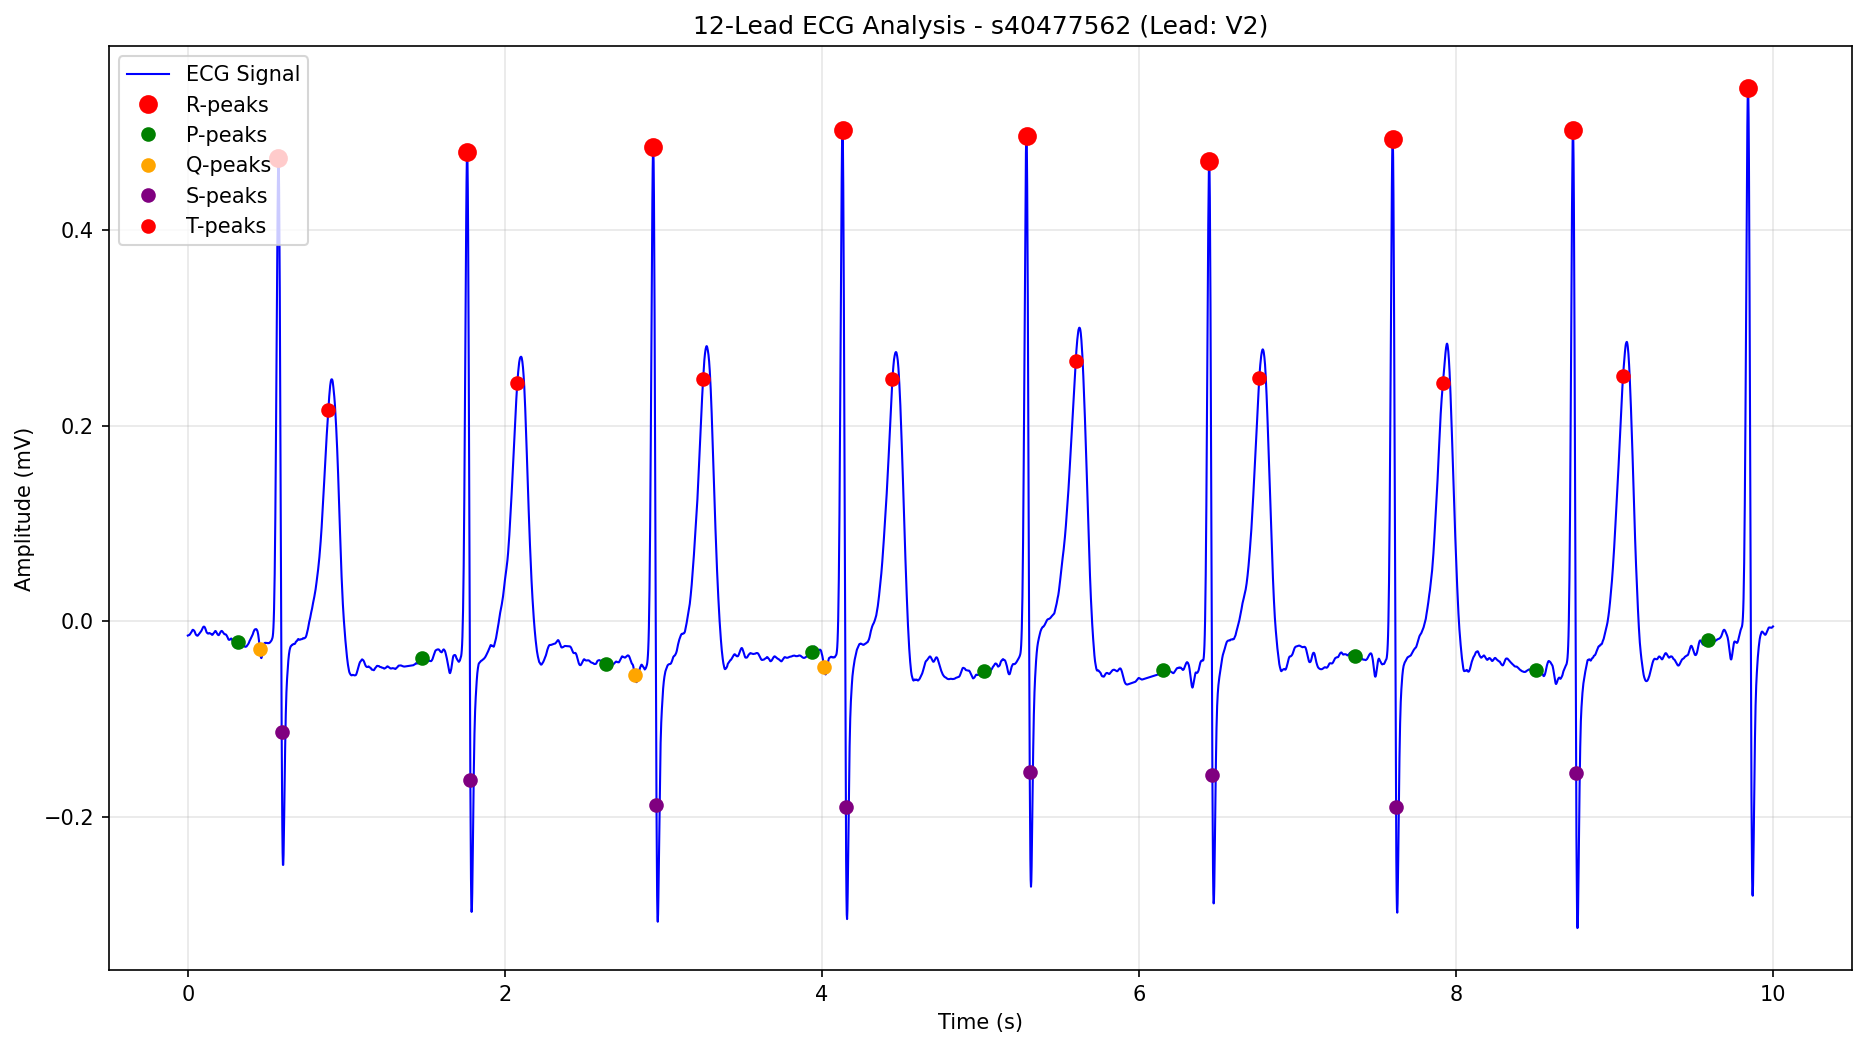 12-Lead ECG Analysis - s40477562 (Lead: V2)
ECG Signal
R-peaks
P-peaks
Q-peaks
S-peaks
T-peaks
0.4
0.2
0.0
−0.2
Amplitude (mV)
0 2 4 6 8 10
Time (s)